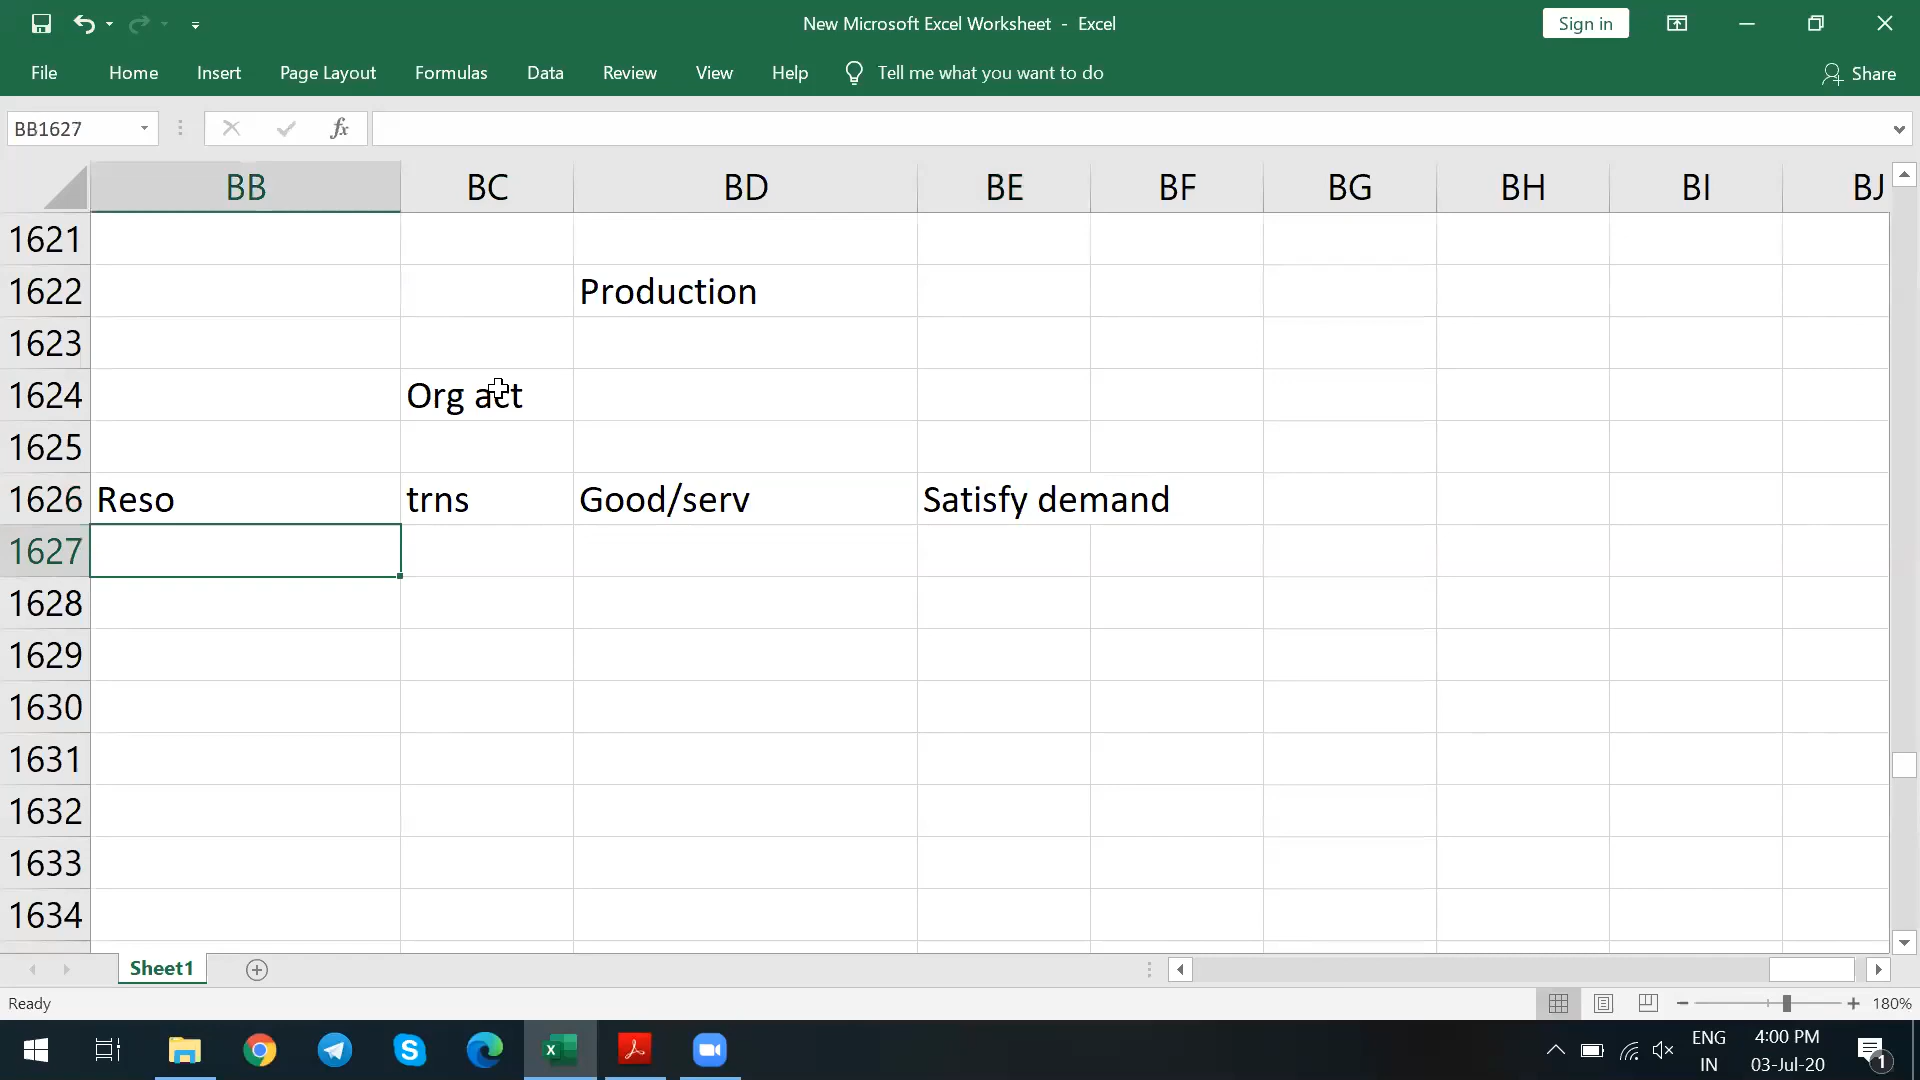 New Microsoft Excel Worksheet - Excel
Sign in
File Home Insert Page Layout Formulas Data Review View Help Tell me what you want to do Share
BB1627 fx
BB BC BD BE BF BG BH BI BJ
1621
1622 Production
1623
1624 Org act
1625
1626 Reso trns Good/serv Satisfy demand
1627
1628
1629
1630
1631
1632
1633
1634
Sheet1
Ready 180%
ENG 4:00 PM
IN 03-Jul-20 1